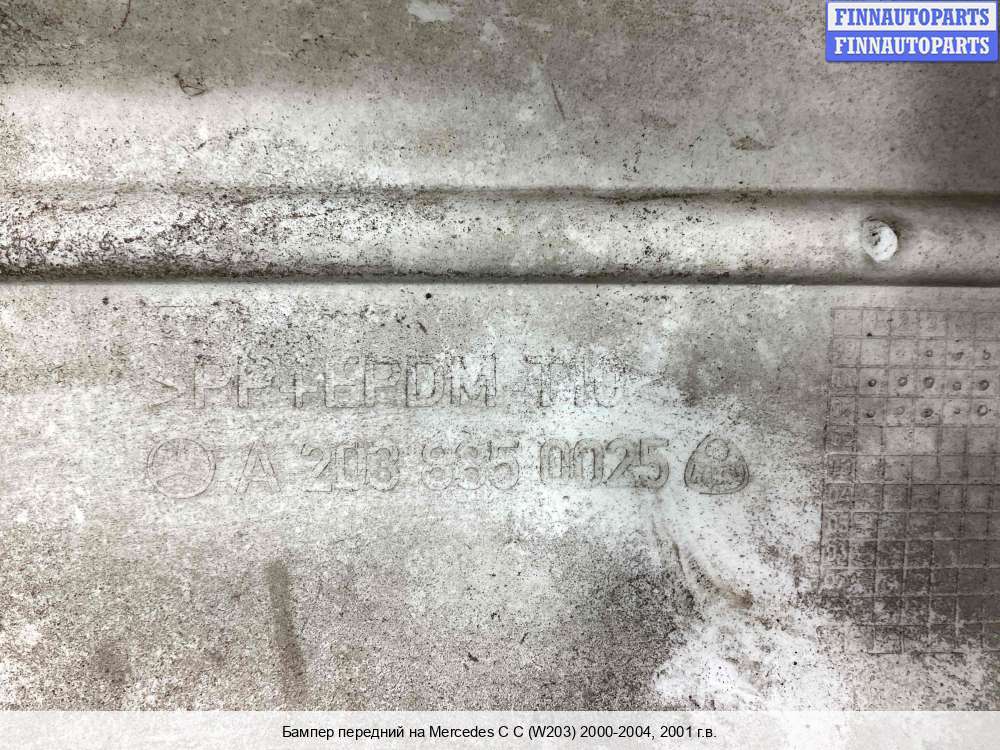 FINNAUTOPARTS
FINNAUTOPARTS
>PP+EPDM-T10<
A 203 885 0025
Бампер передний на Mercedes C C (W203) 2000-2004, 2001 г.в.